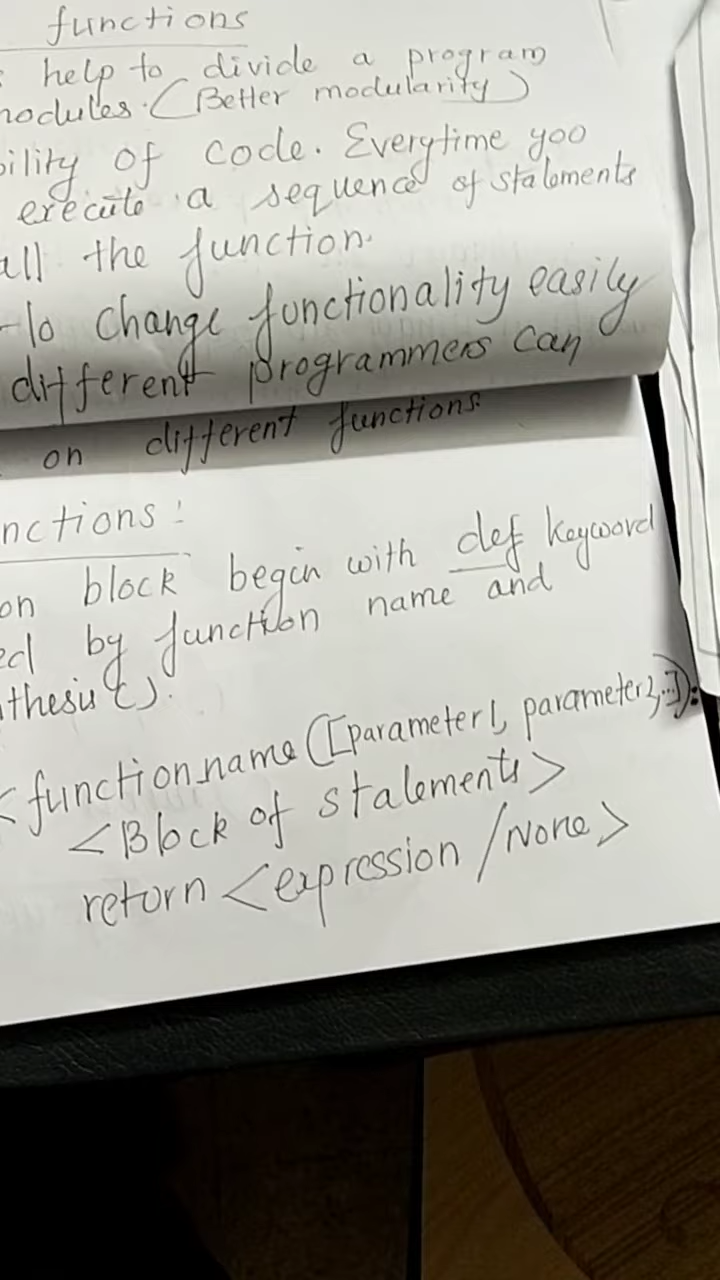 functions
help to divide a program
modules. (Better modularity)
bility of code. Everytime you
execute a sequence of statements
all the function.
to change functionality easily
different programmers can
on different functions
nctions:
on block begin with def keyword
ed by function name and
thesis ( ).
<function_name ([parameter1, parameter2,...]):
<Block of statements>
return <expression /None>